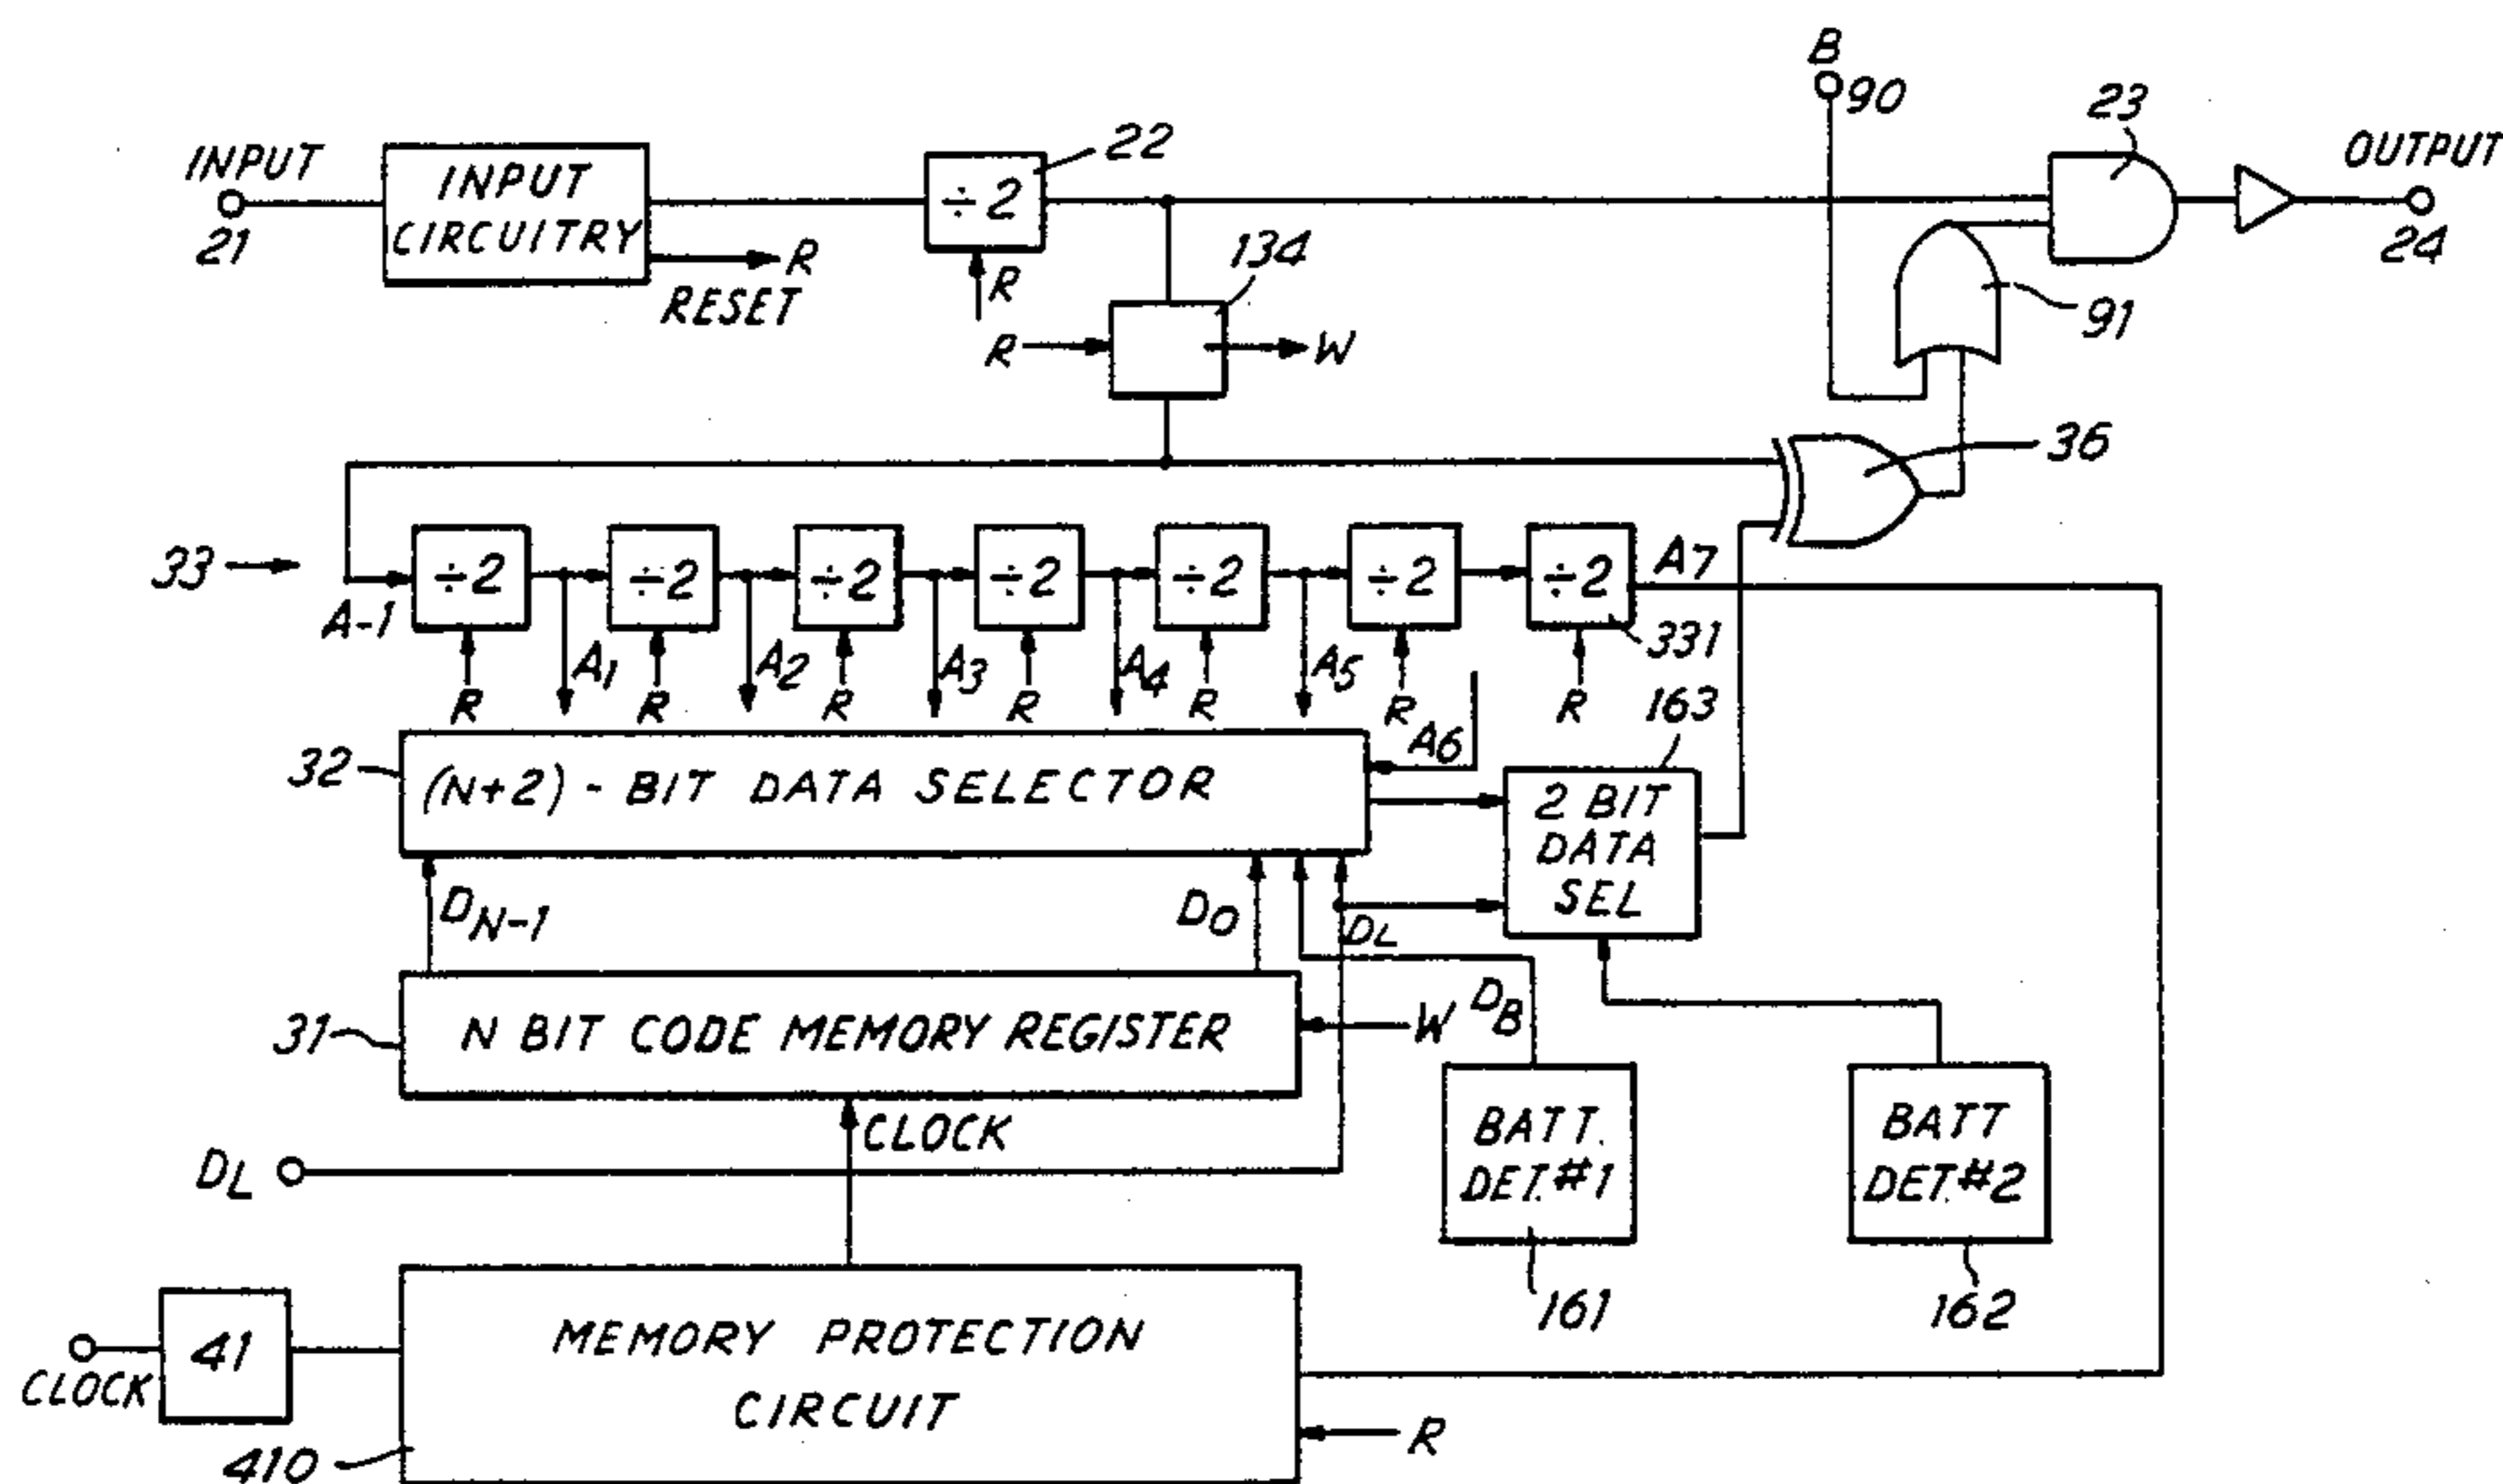 B
90
23
INPUT
21
INPUT
CIRCUITRY
R
RESET
÷2
22
R
OUTPUT
24
134
R
W
91
36
33
A-1
÷2
÷2
÷2
÷2
÷2
÷2
÷2
A7
331
R
A1
R
A2
R
A3
R
A4
R
A5
R
R
A6
163
32
(N+2) - BIT DATA SELECTOR
2 BIT
DATA
SEL
DN-1
D0
DL
DB
31
N BIT CODE MEMORY REGISTER
W
CLOCK
DL
BATT.
DET.#1
161
BATT
DET.#2
162
CLOCK
41
MEMORY PROTECTION
CIRCUIT
410
R